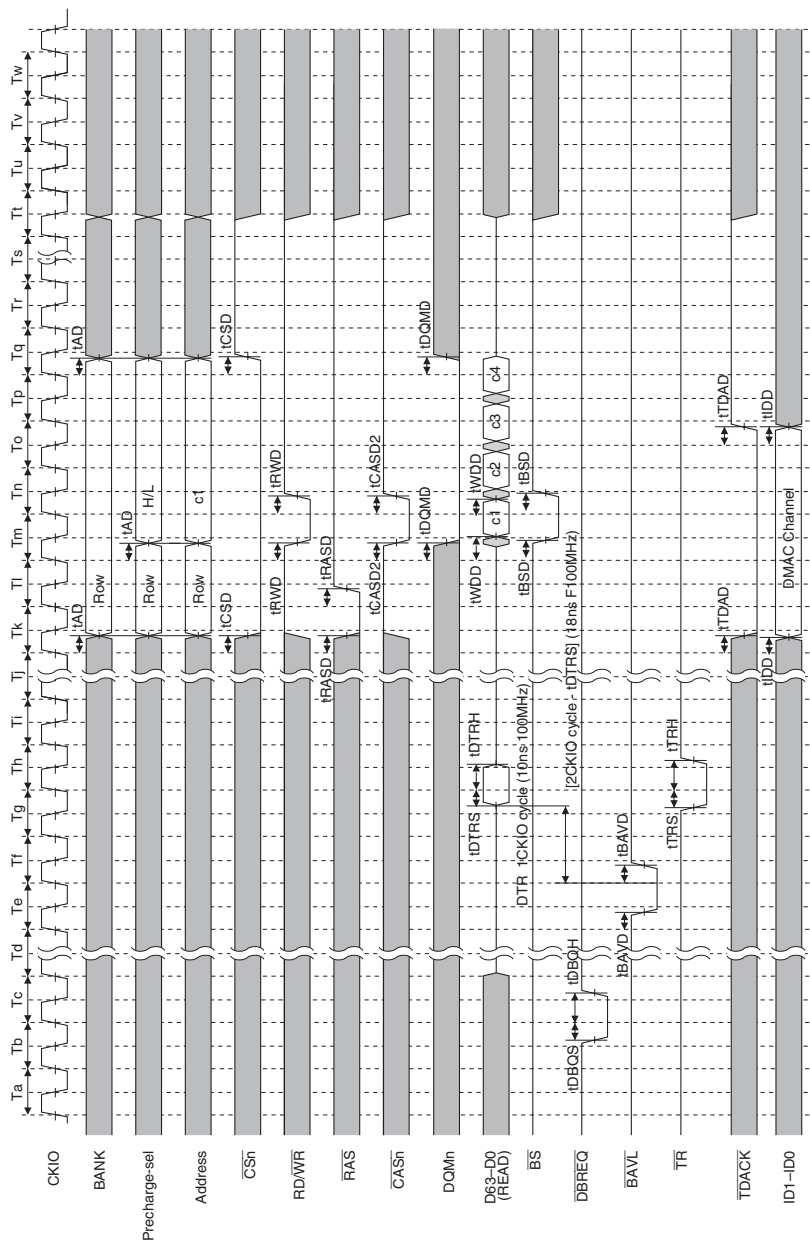 Ta Tb Tc Td Te Tf Tg Th Ti Tj Tk Tl Tm Tn To Tp Tq Tr Ts Tt Tu Tv Tw
CKIO
tAD tAD
BANK Row
tAD
Precharge-sel Row H/L
Address Row c1
tCSD tCSD
CSn
tRWD tRWD
RD/WR
tRASD tRASD
RAS
tCASD2 tCASD2
CASn
tDQMD tDQMD
DQMn
tDTRS tDTRH tWDD tWDD
D63–D0
(READ)
c1 c2 c3 c4
DTR 1CKIO cycle (10ns 100MHz)
tBSD tBSD
BS
[2CKIO cycle - tDTRS] (18ns F100MHz)
tDBQS tDBQH
DBREQ
tBAVD tBAVD
BAVL
tTRS tTRH
TR
tTDAD tTDAD
TDACK
tIDD tIDD
ID1–ID0 DMAC Channel